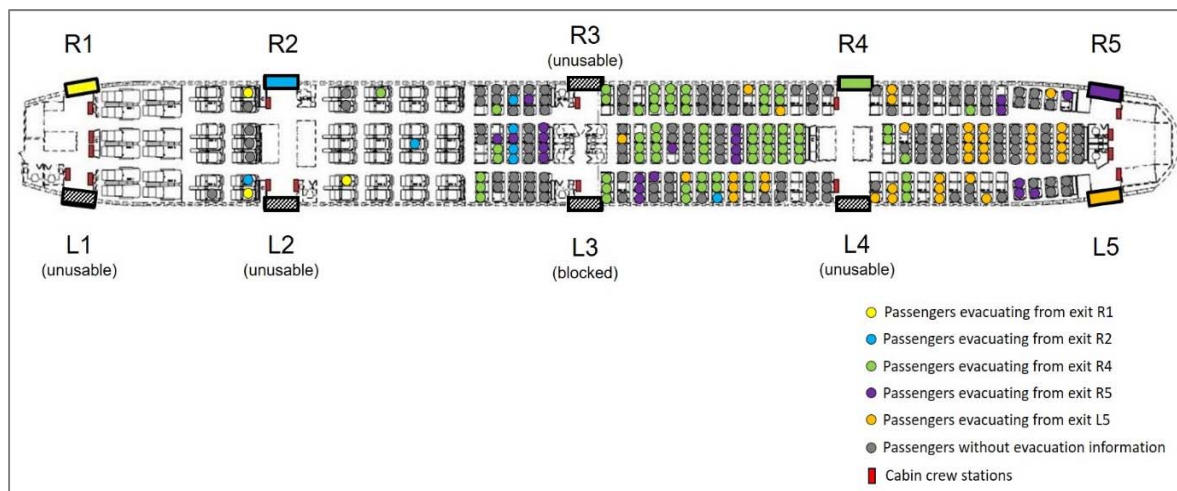 R1 R2 R3 R4 R5
(unusable)
L1 L2 L3 L4 L5
(unusable) (unusable) (blocked) (unusable)
Passengers evacuating from exit R1
Passengers evacuating from exit R2
Passengers evacuating from exit R4
Passengers evacuating from exit R5
Passengers evacuating from exit L5
Passengers without evacuation information
Cabin crew stations